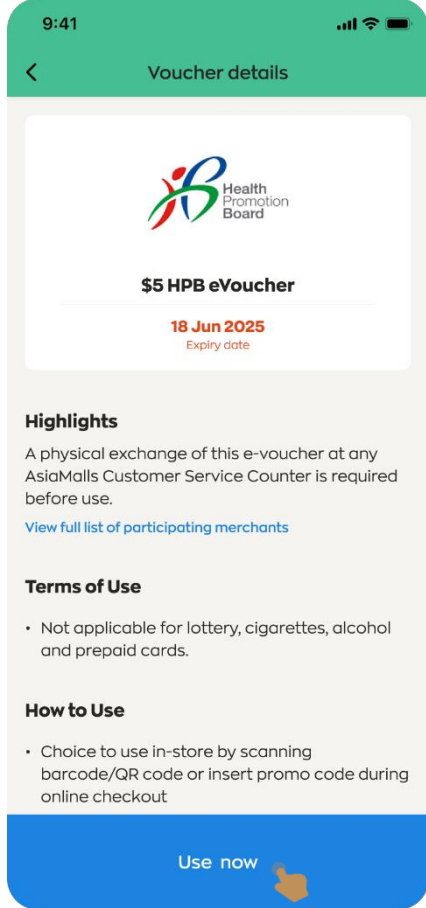 9:41
Voucher details
Health
Promotion
Board
$5 HPB eVoucher
18 Jun 2025
Expiry date
Highlights
A physical exchange of this e-voucher at any
AsiaMalls Customer Service Counter is required
before use.
View full list of participating merchants
Terms of Use
• Not applicable for lottery, cigarettes, alcohol
and prepaid cards.
How to Use
• Choice to use in-store by scanning
barcode/QR code or insert promo code during
online checkout
Use now